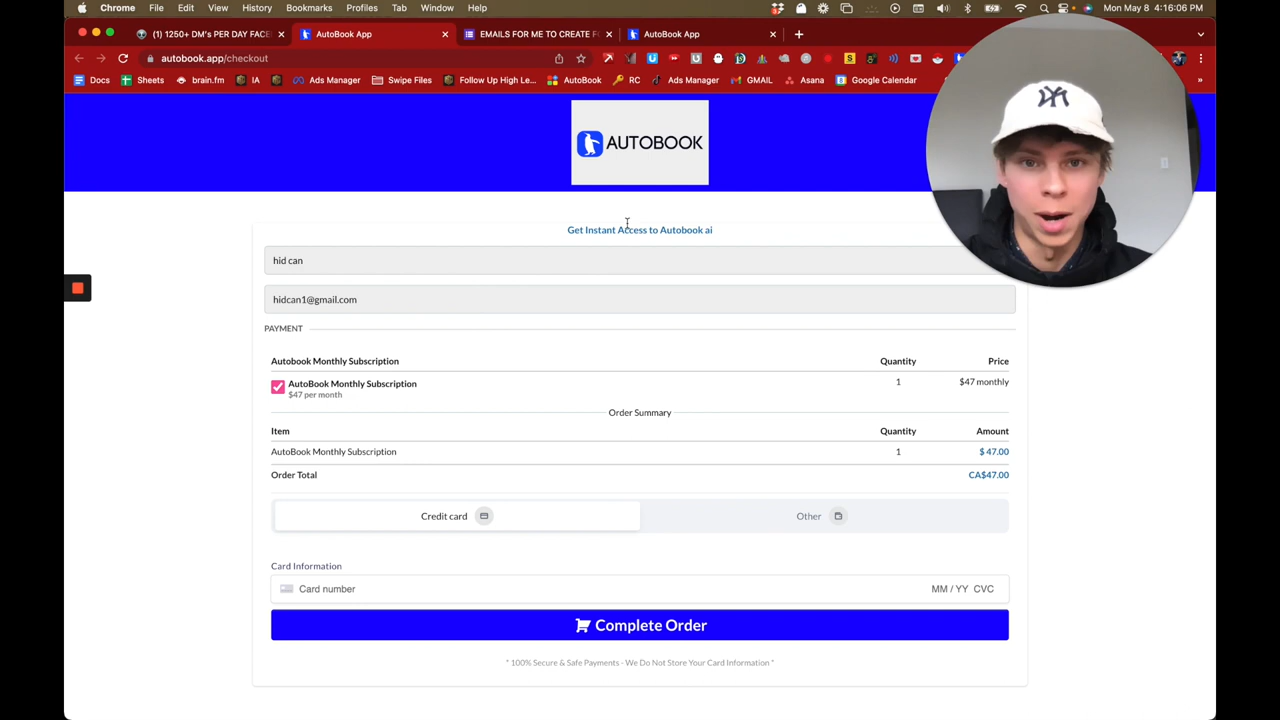 Chrome File Edit View History Bookmarks Profiles Tab Window Help Mon May 8 4:16:06 PM
(1) 1250+ DM's PER DAY FACE AutoBook App EMAILS FOR ME TO CREATE F AutoBook App
autobook.app/checkout
Docs Sheets brain.fm IA Ads Manager Swipe Files Follow Up High Le... AutoBook RC Ads Manager GMAIL Asana Google Calendar
AUTOBOOK
Get Instant Access to Autobook ai
hid can
hidcan1@gmail.com
PAYMENT
Autobook Monthly Subscription Quantity Price
AutoBook Monthly Subscription 1 $47 monthly
$47 per month
Order Summary
Item Quantity Amount
AutoBook Monthly Subscription 1 $ 47.00
Order Total CA$47.00
Credit card Other
Card Information
Card number MM / YY CVC
Complete Order
* 100% Secure & Safe Payments - We Do Not Store Your Card Information *